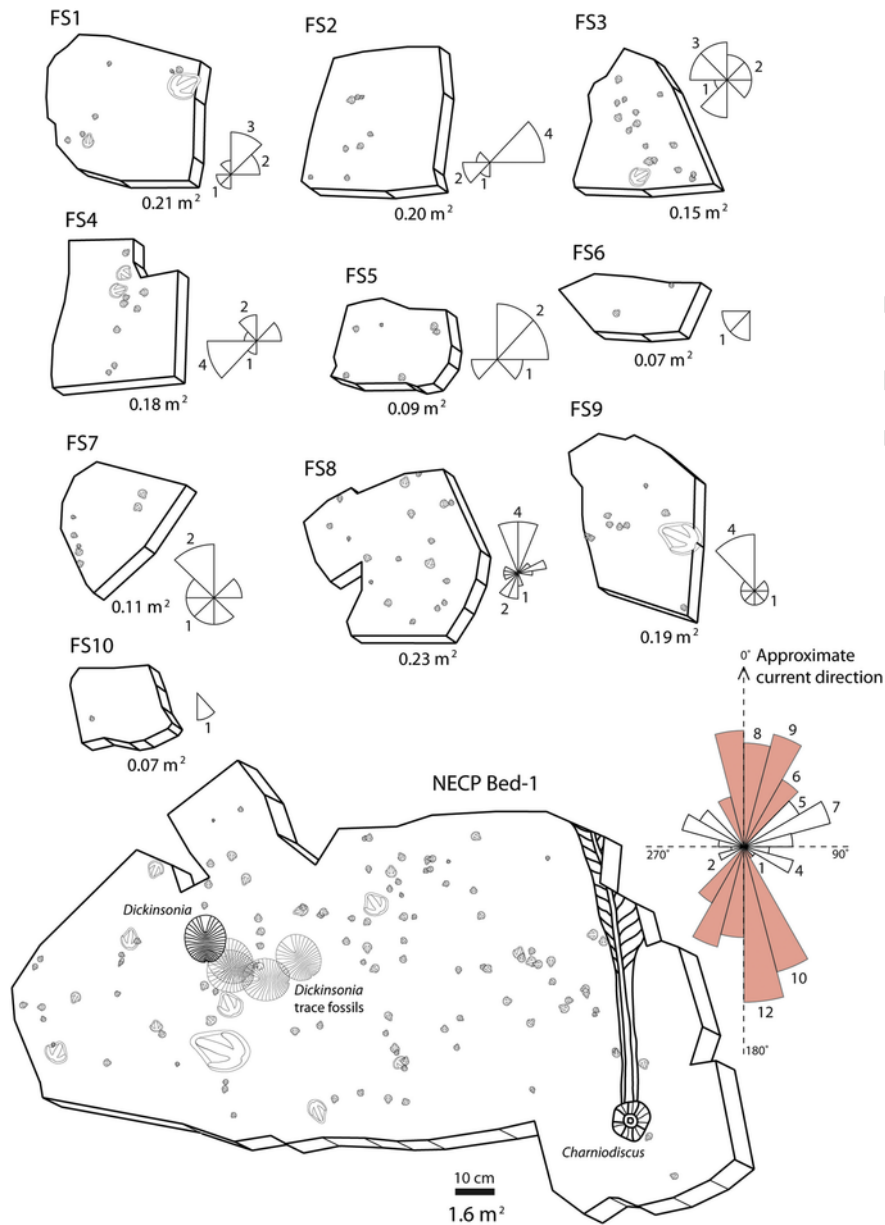 FS1
3
2
1
0.21 m²
FS2
4
2
1
0.20 m²
FS3
3
2
1
0.15 m²
FS4
2
4
1
0.18 m²
FS5
2
1
0.09 m²
FS6
1
0.07 m²
FS7
2
1
0.11 m²
FS8
4
2
1
0.23 m²
FS9
4
1
0.19 m²
FS10
1
0.07 m²
0˚
Approximate
current direction
8
9
6
5
7
270˚
90˚
2
1
4
10
12
180˚
NECP Bed-1
Dickinsonia
Dickinsonia
trace fossils
Charniodiscus
10 cm
1.6 m²